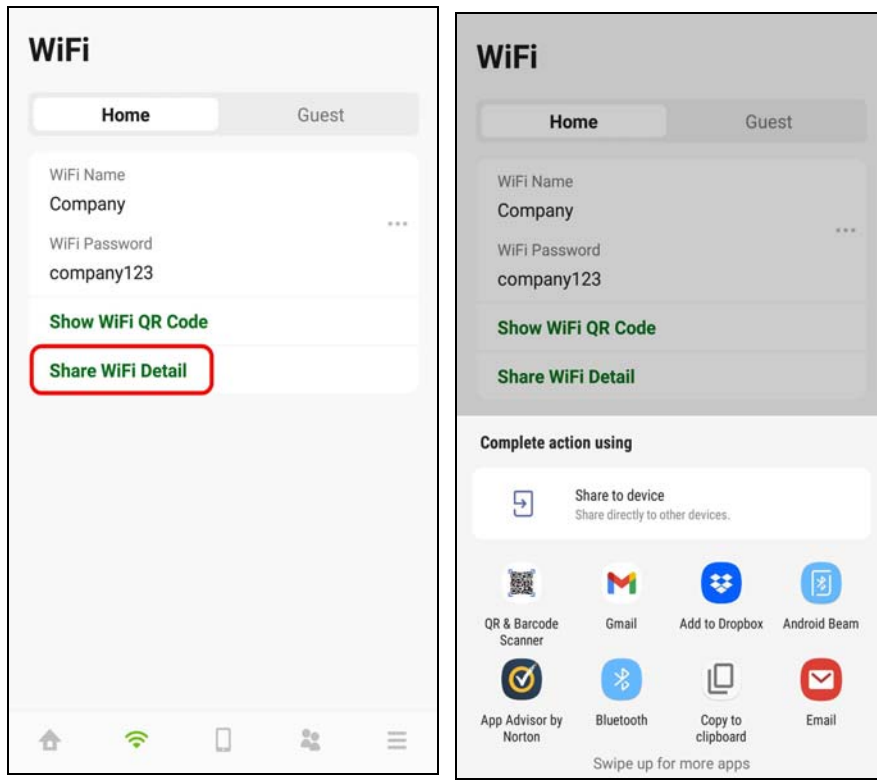 WiFi
Home Guest
WiFi Name
Company
WiFi Password
company123
Show WiFi QR Code
Share WiFi Detail
WiFi
Home Guest
WiFi Name
Company
WiFi Password
company123
Show WiFi QR Code
Share WiFi Detail
Complete action using
Share to device
Share directly to other devices.
QR & Barcode
Scanner
Gmail
Add to Dropbox
Android Beam
App Advisor by
Norton
Bluetooth
Copy to
clipboard
Email
Swipe up for more apps